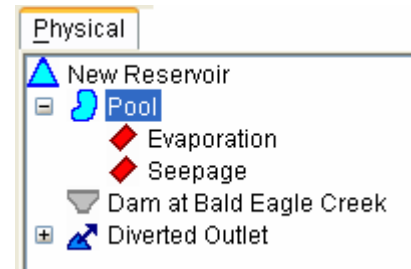 Physical
New Reservoir
Pool
Evaporation
Seepage
Dam at Bald Eagle Creek
Diverted Outlet